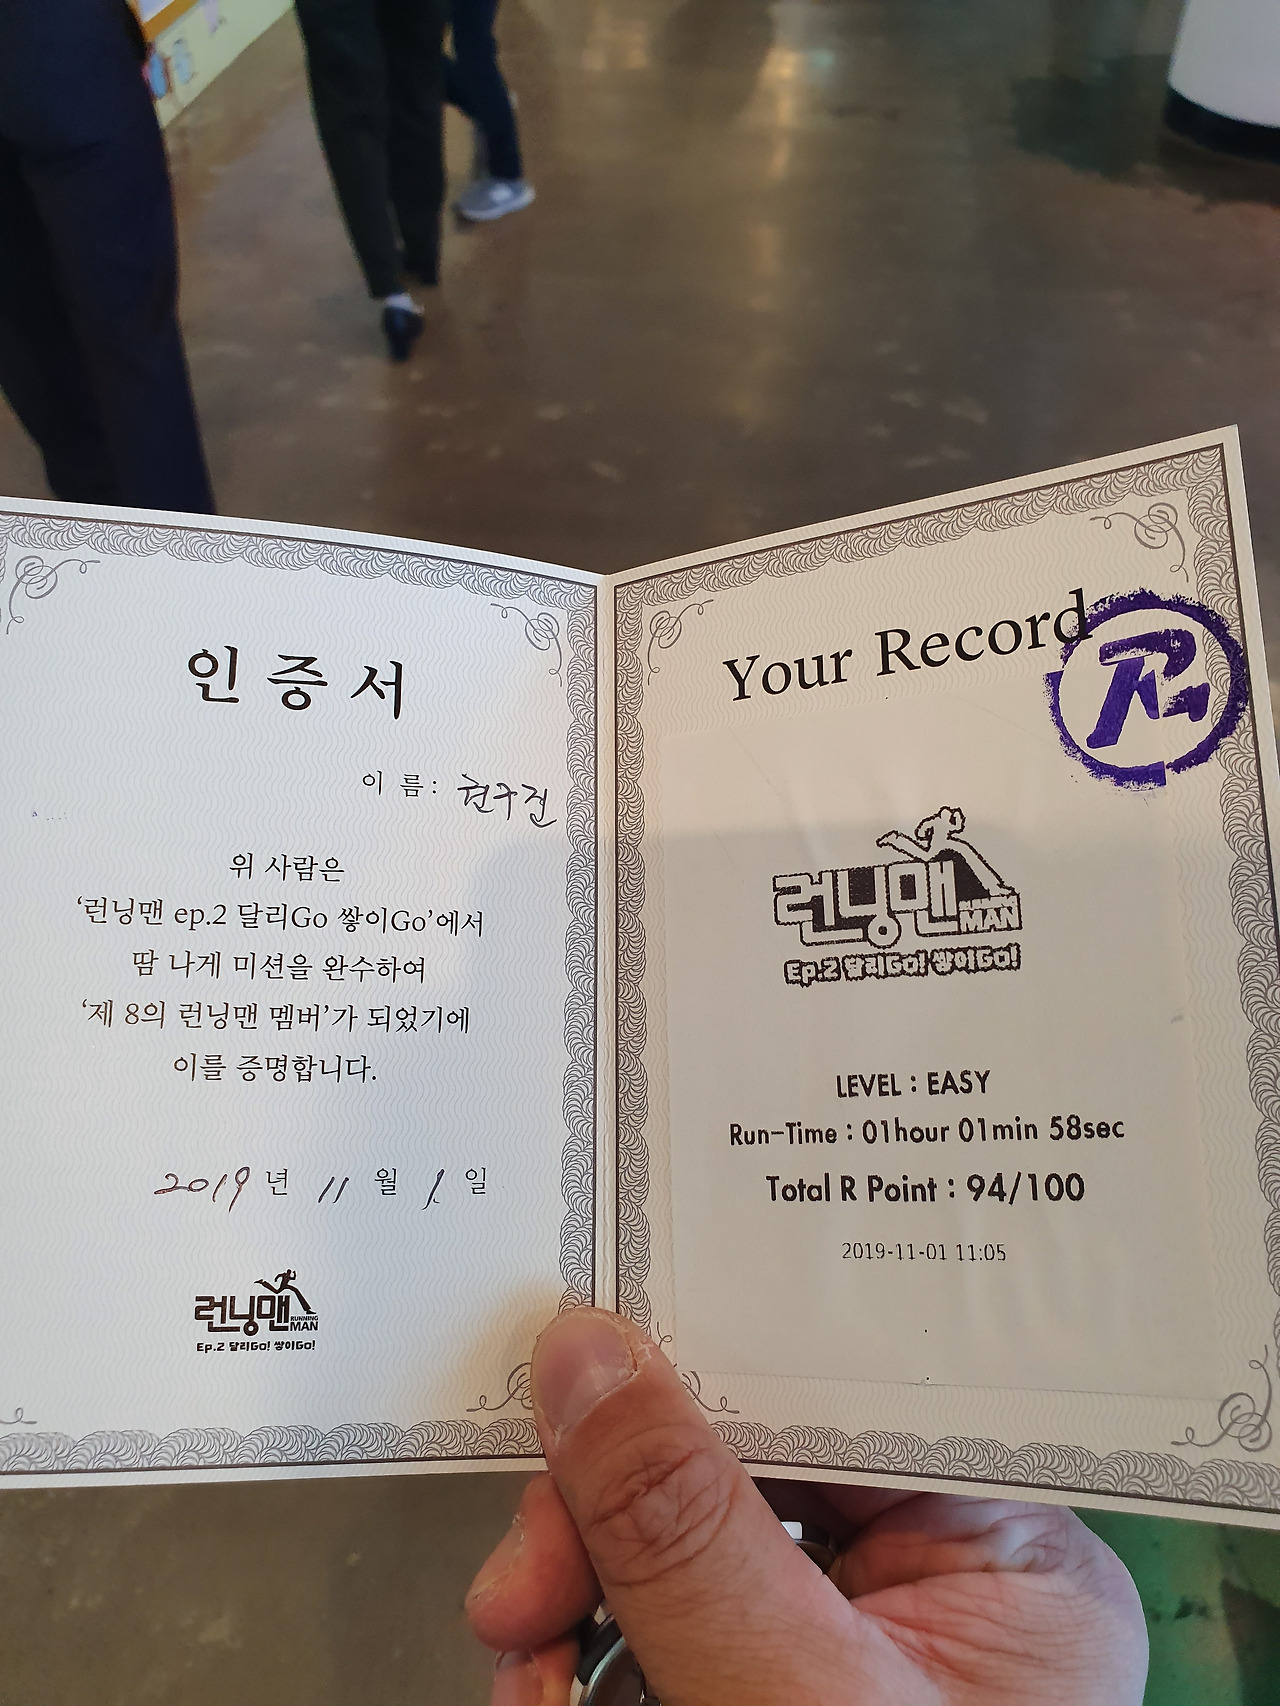 인증서
이 름: 현구진
위 사람은
‘런닝맨 ep.2 달리Go 쌓이Go’에서
땀 나게 미션을 완수하여
‘제 8의 런닝맨 멤버’가 되었기에
이를 증명합니다.
2019 년 11 월 1. 일
런닝맨
RUNNING
MAN
Ep.2 달리Go! 쌓이Go!
Your Record
R
런닝맨
RUNNING
MAN
Ep.2 달리Go! 쌓이Go!
LEVEL : EASY
Run-Time : 01hour 01min 58sec
Total R Point : 94/100
2019-11-01 11:05